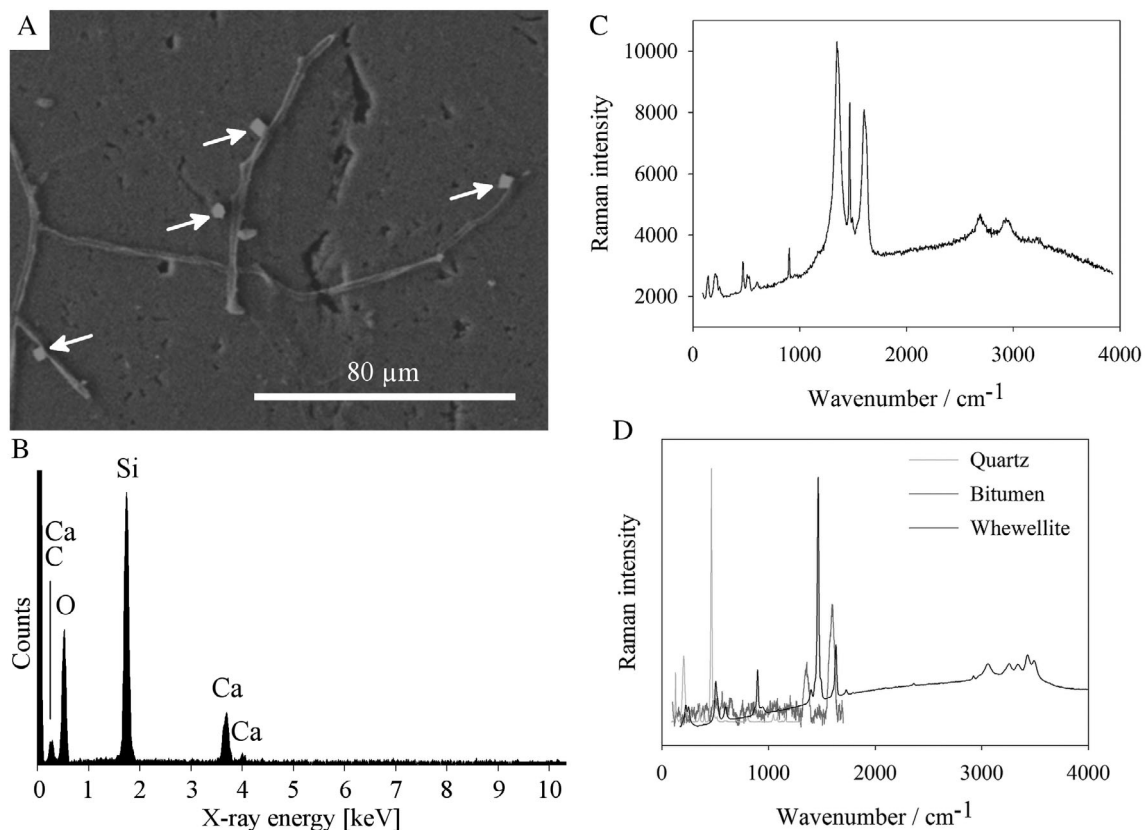 A
80 µm
B
Counts
Ca
C
O
Si
Ca
Ca
0 1 2 3 4 5 6 7 8 9 10
X-ray energy [keV]
C
Raman intensity
10000
8000
6000
4000
2000
0 1000 2000 3000 4000
Wavenumber / cm-1
D
Raman intensity
Quartz
Bitumen
Whewellite
0 1000 2000 3000 4000
Wavenumber / cm-1